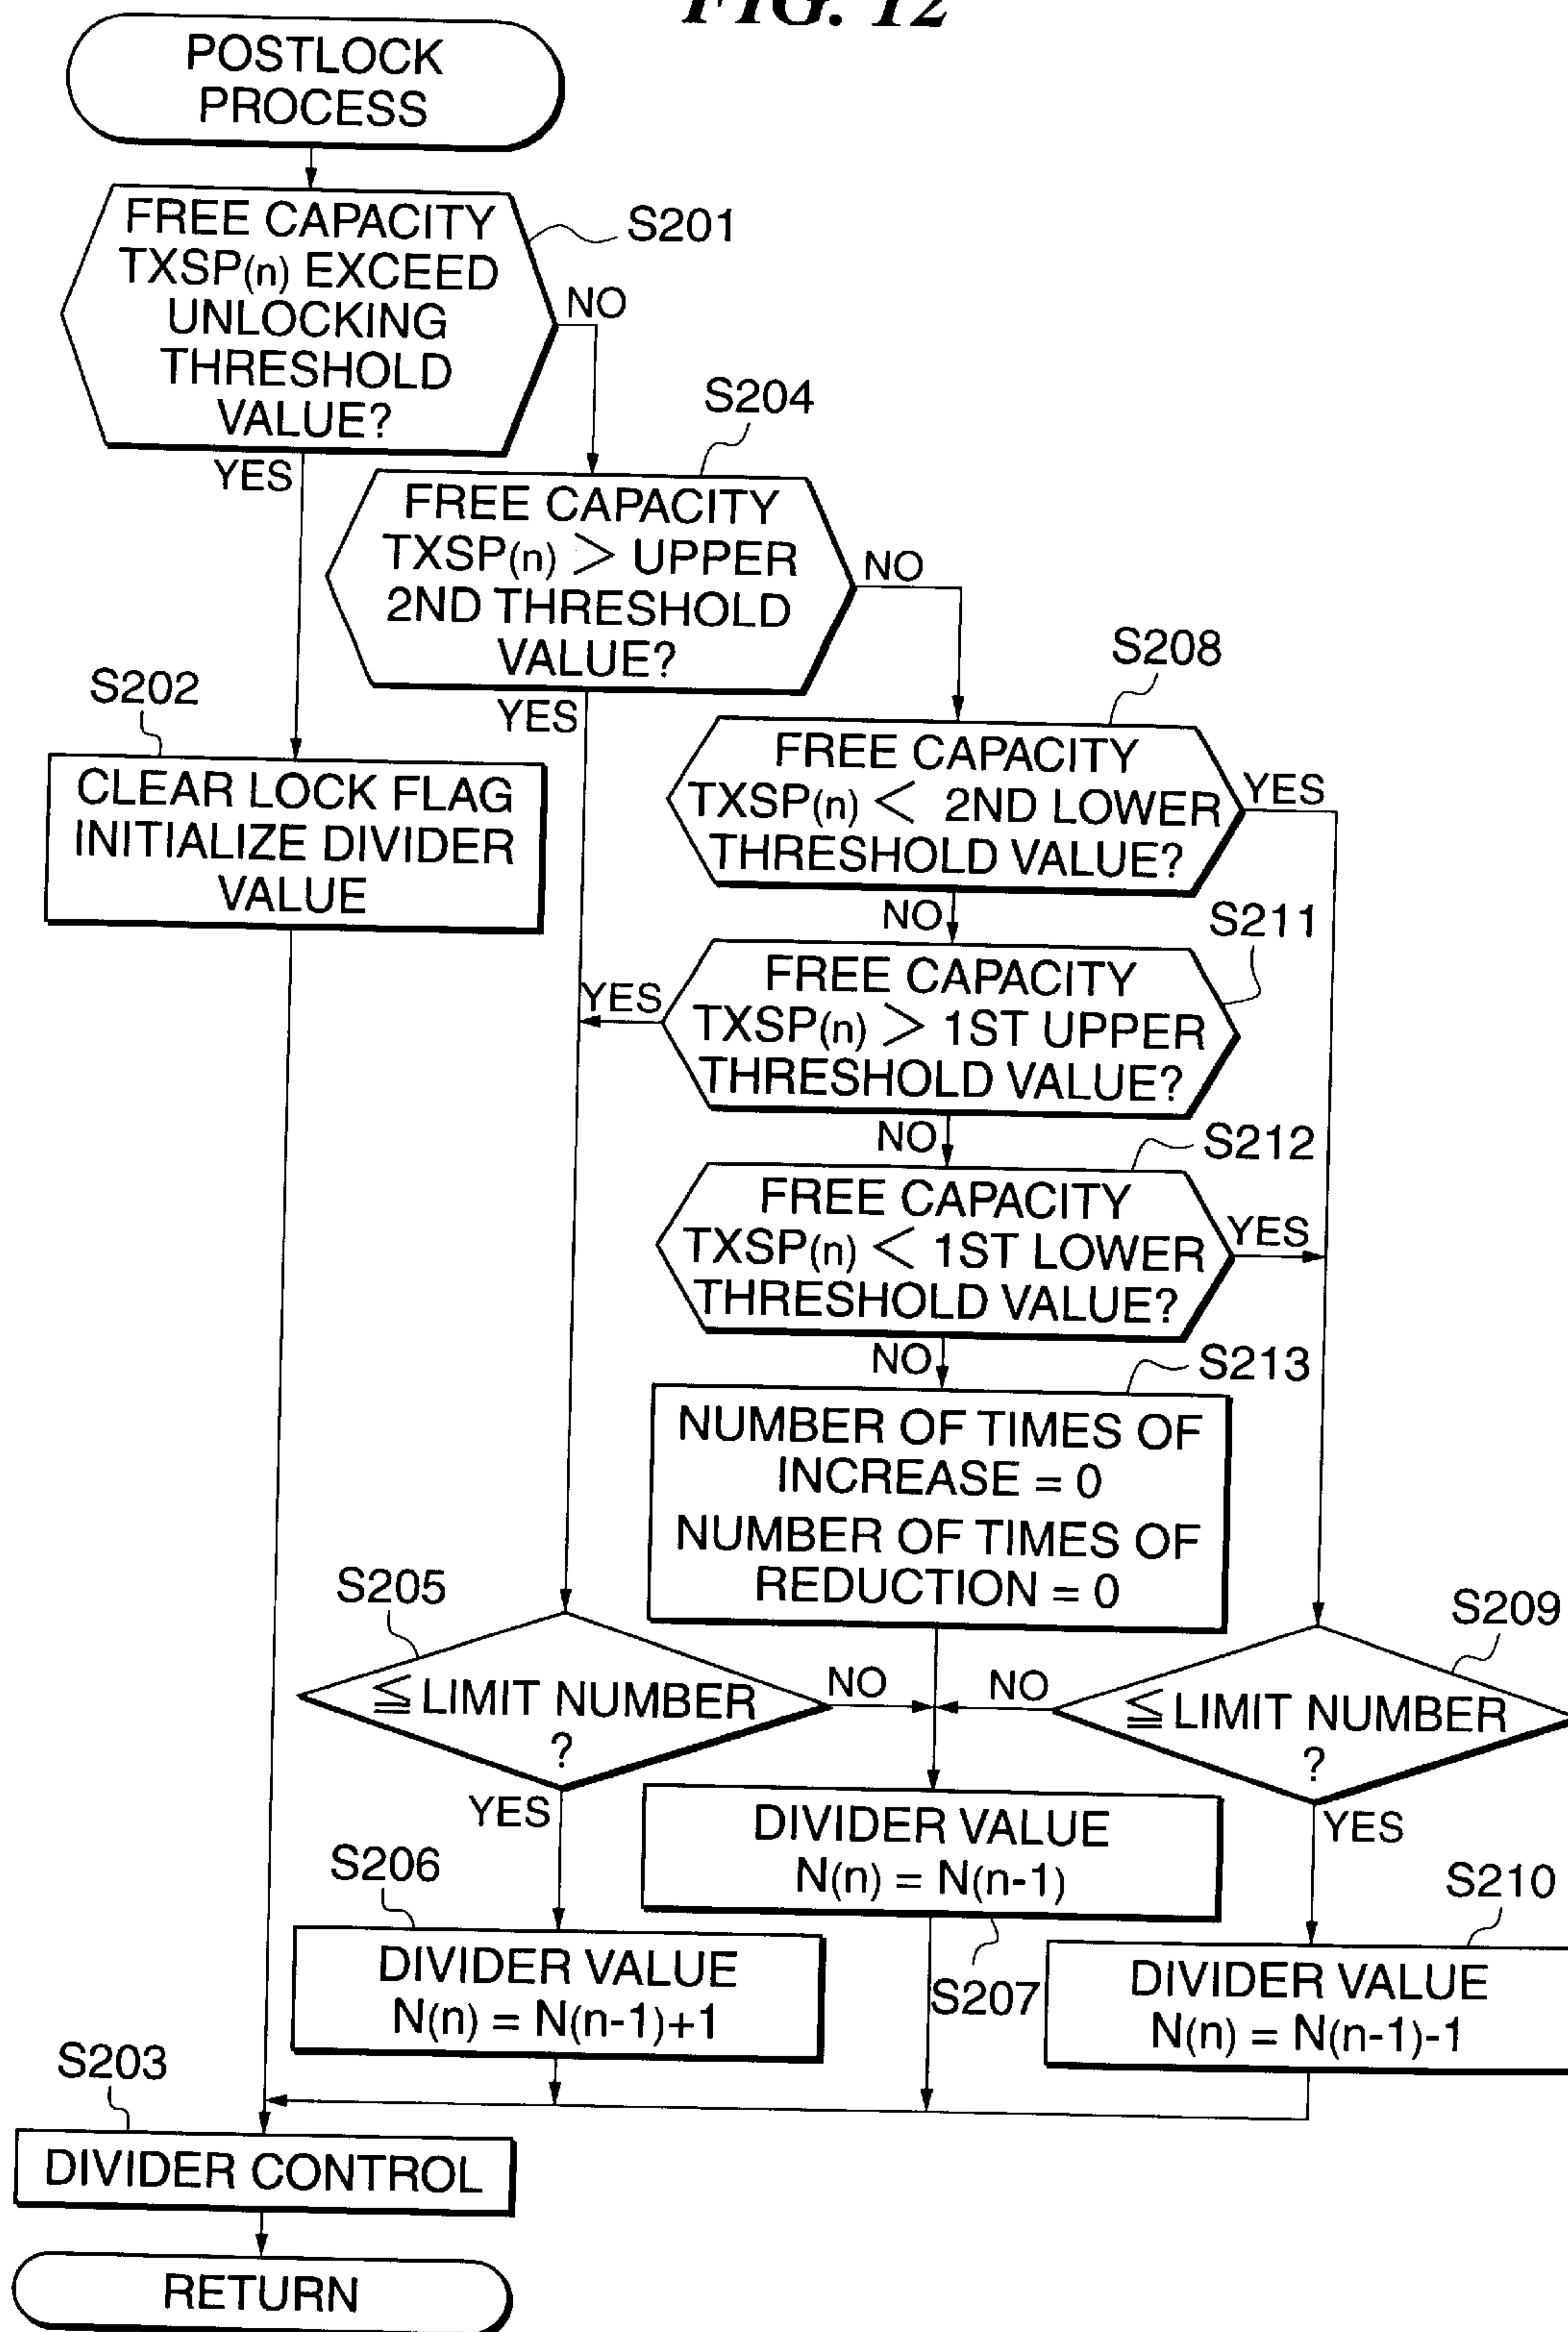 FIG. 12
POSTLOCK
PROCESS
FREE CAPACITY
TXSP(n) EXCEED
UNLOCKING
THRESHOLD
VALUE?
S201
NO
YES
S204
FREE CAPACITY
TXSP(n) > UPPER
2ND THRESHOLD
VALUE?
NO
YES
S202
CLEAR LOCK FLAG
INITIALIZE DIVIDER
VALUE
S208
FREE CAPACITY
TXSP(n) < 2ND LOWER
THRESHOLD VALUE?
YES
NO
S211
FREE CAPACITY
TXSP(n) > 1ST UPPER
THRESHOLD VALUE?
YES
NO
S212
FREE CAPACITY
TXSP(n) < 1ST LOWER
THRESHOLD VALUE?
YES
NO
S213
NUMBER OF TIMES OF
INCREASE = 0
NUMBER OF TIMES OF
REDUCTION = 0
S205
≦ LIMIT NUMBER
?
NO
YES
S209
≦ LIMIT NUMBER
?
NO
YES
DIVIDER VALUE
N(n) = N(n-1)
S207
S206
DIVIDER VALUE
N(n) = N(n-1)+1
S210
DIVIDER VALUE
N(n) = N(n-1)-1
S203
DIVIDER CONTROL
RETURN